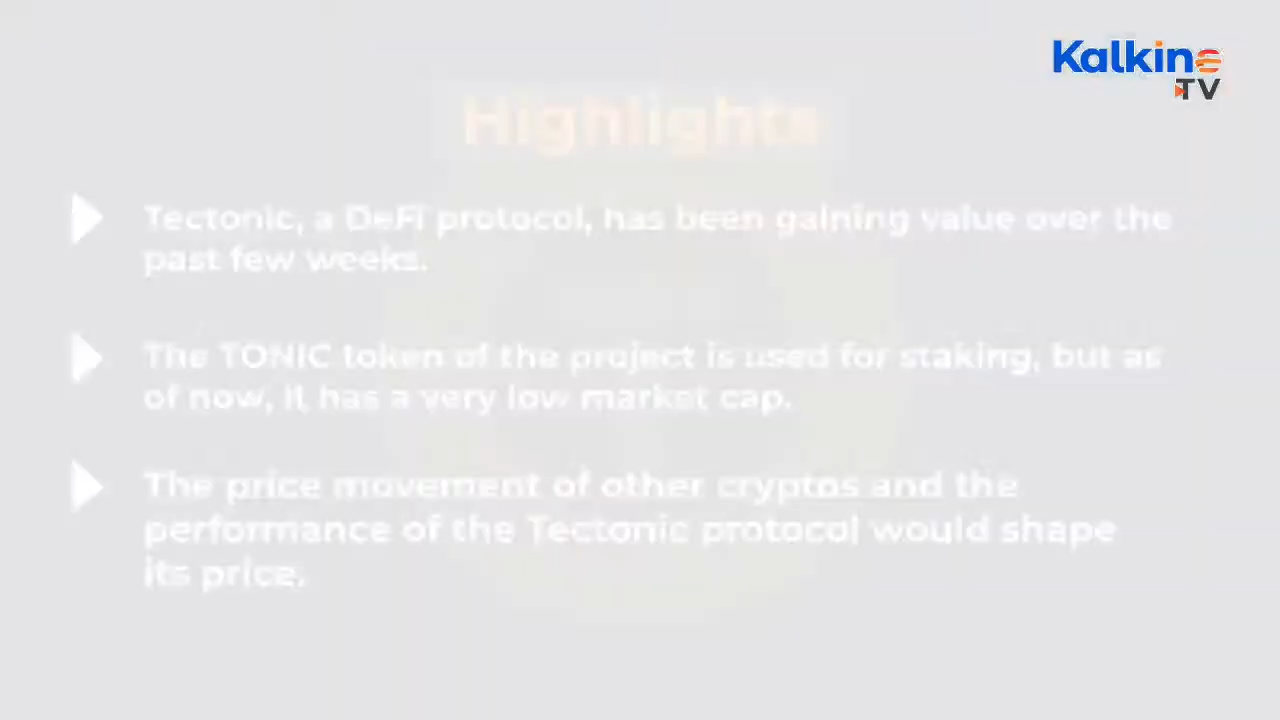 Kalkine
TV
Highlights
Tectonic, a DeFi protocol, has been gaining value over the
past few weeks.
The TONIC token of the project is used for staking, but as
of now, it has a very low market cap.
The price movement of other cryptos and the
performance of the Tectonic protocol would shape
its price.